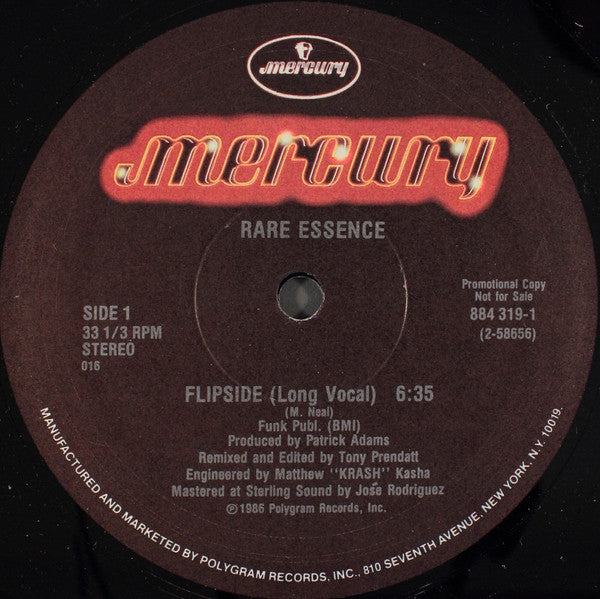 mercury
mercury
RARE ESSENCE
SIDE 1
33 1/3 RPM
STEREO
016
Promotional Copy
Not for Sale
884 319-1
(2-58656)
FLIPSIDE (Long Vocal) 6:35
(M. Neal)
Funk Publ. (BMI)
Produced by Patrick Adams
Remixed and Edited by Tony Prendatt
Engineered by Matthew "KRASH" Kasha
Mastered at Sterling Sound by José Rodriguez
℗1986 Polygram Records, Inc.
MANUFACTURED AND MARKETED BY POLYGRAM RECORDS, INC., 810 SEVENTH AVENUE, NEW YORK, N.Y. 10019.